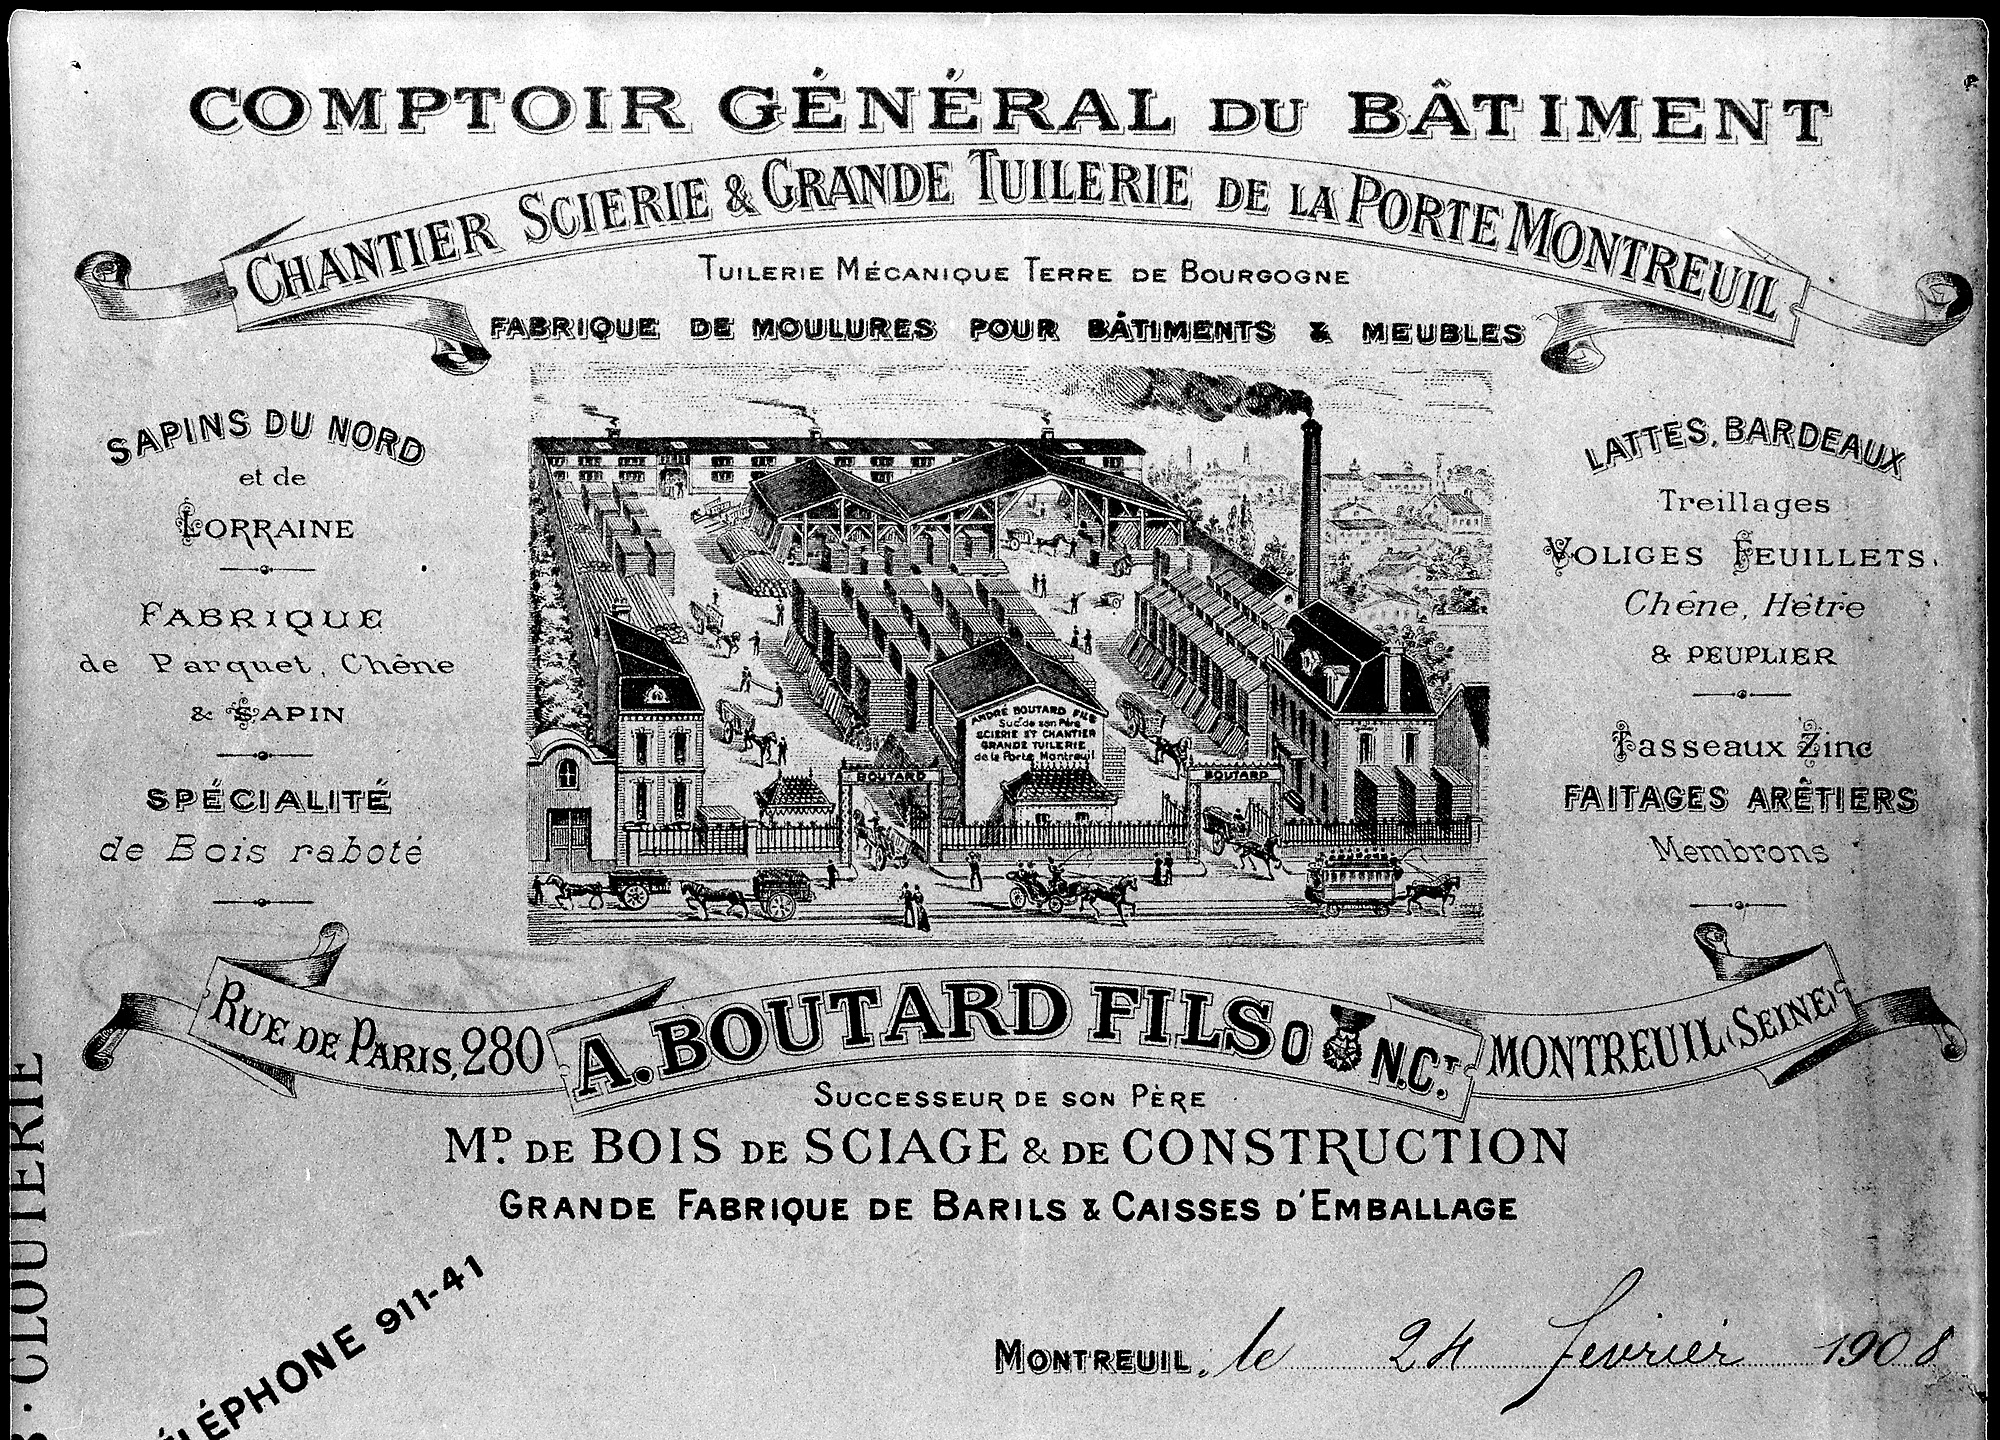 COMPTOIR GÉNÉRAL DU BÂTIMENT
CHANTIER SCIERIE & GRANDE TUILERIE DE LA PORTE MONTREUIL
TUILERIE MÉCANIQUE TERRE DE BOURGOGNE
FABRIQUE DE MOULURES POUR BÂTIMENTS & MEUBLES
SAPINS DU NORD
et de
LORRAINE
FABRIQUE
de Parquet, Chêne
& SAPIN
SPÉCIALITÉ
de Bois raboté
ANDRÉ BOUTARD FILS
Sucr de son Père
SCIERIE ET CHANTIER
GRANDE TUILERIE
de la Porte Montreuil
BOUTARD
BOUTARD
LATTES, BARDEAUX
Treillages
VOLIGES FEUILLETS.
Chêne, Hêtre
& PEUPLIER
Tasseaux Zinc
FAITAGES ARÊTIERS
Membrons
RUE DE PARIS, 280
A. BOUTARD FILS O N.CT.
MONTREUIL (SEINE)
SUCCESSEUR DE SON PÈRE
MD. DE BOIS DE SCIAGE & DE CONSTRUCTION
GRANDE FABRIQUE DE BARILS & CAISSES D'EMBALLAGE
CLOUTERIE
TÉLÉPHONE 911-41
MONTREUIL, le 24 février 1908